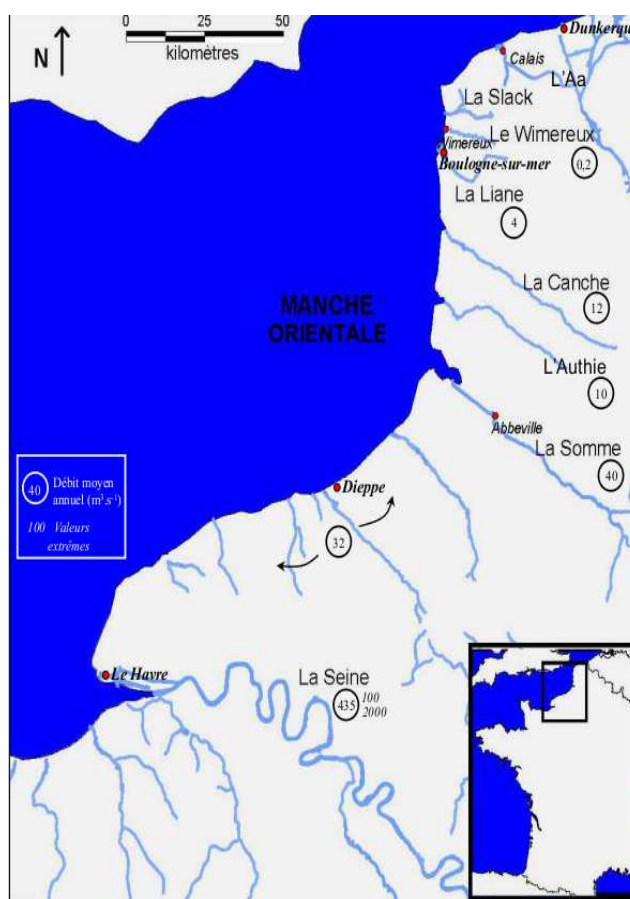 0 25 50
kilomètres
N
Dunkerqu
Calais
L'Aa
La Slack
Le Wimereux
Vimereux
0,2
Boulogne-sur-mer
La Liane
4
La Canche
12
MANCHE
ORIENTALE
L'Authie
10
Abbeville
La Somme
40
40 Débit moyen
annuel (m³.s⁻¹)
100 Valeurs
extrêmes
Dieppe
32
Le Havre
La Seine
435 100
2000